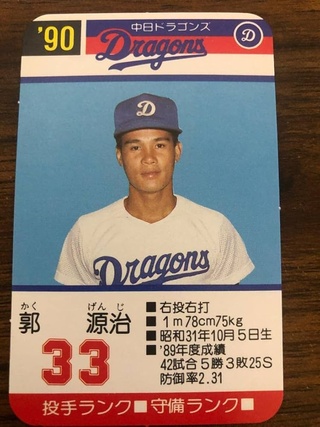 '90
中日ドラゴンズ
Dragons
D
D
Dragons
かく げんじ
郭 源治
33
■右投右打
■1m78cm75kg
■昭和31年10月5日生
■'89年度成績
42試合5勝3敗25S
防御率2.31
投手ランク■守備ランク■